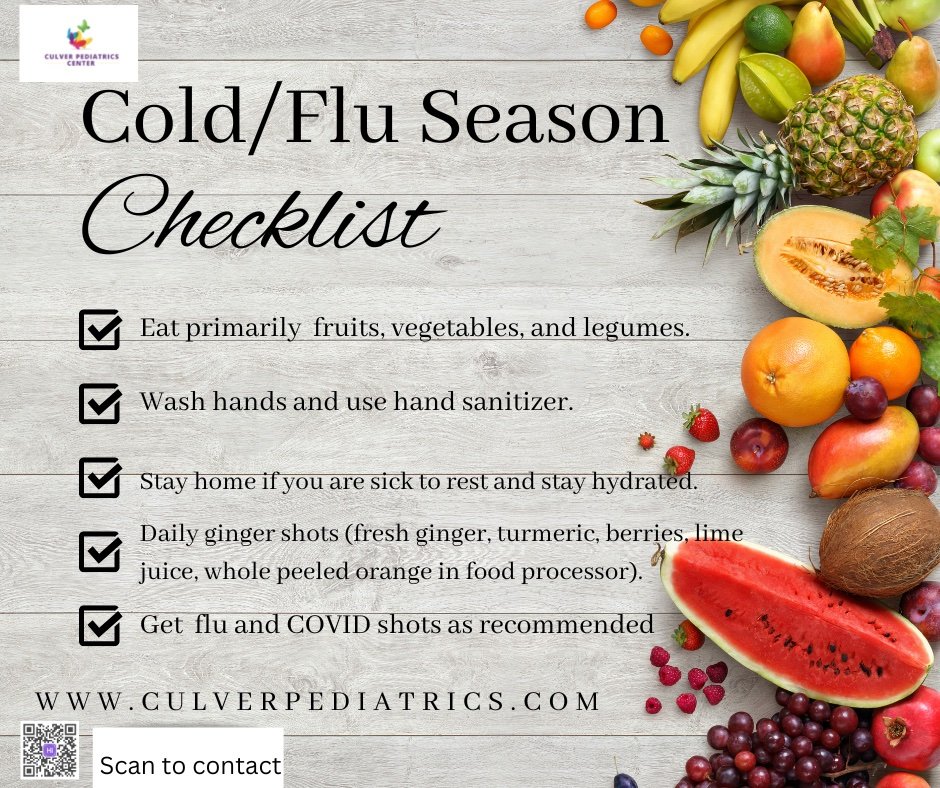 CULVER PEDIATRICS
CENTER
Cold/Flu Season
Checklist
Eat primarily  fruits, vegetables, and legumes.
Wash hands and use hand sanitizer.
Stay home if you are sick to rest and stay hydrated.
Daily ginger shots (fresh ginger, turmeric, berries, lime
juice, whole peeled orange in food processor).
Get  flu and COVID shots as recommended
WWW.CULVERPEDIATRICS.COM
Hi
Scan to contact